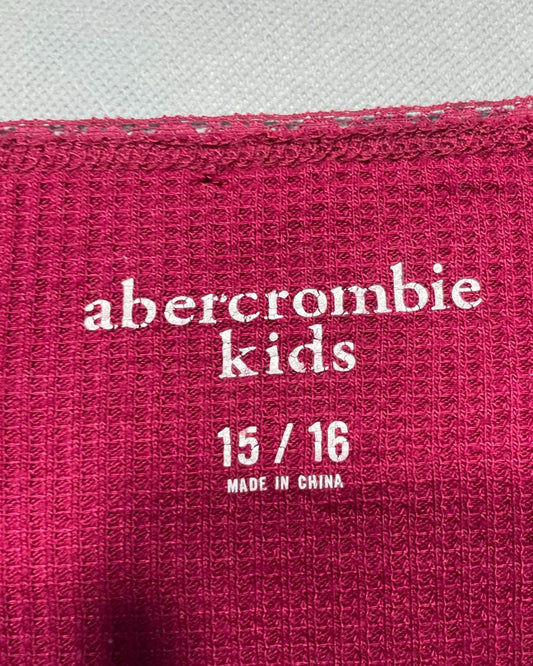 abercrombie
kids
15 / 16
MADE IN CHINA